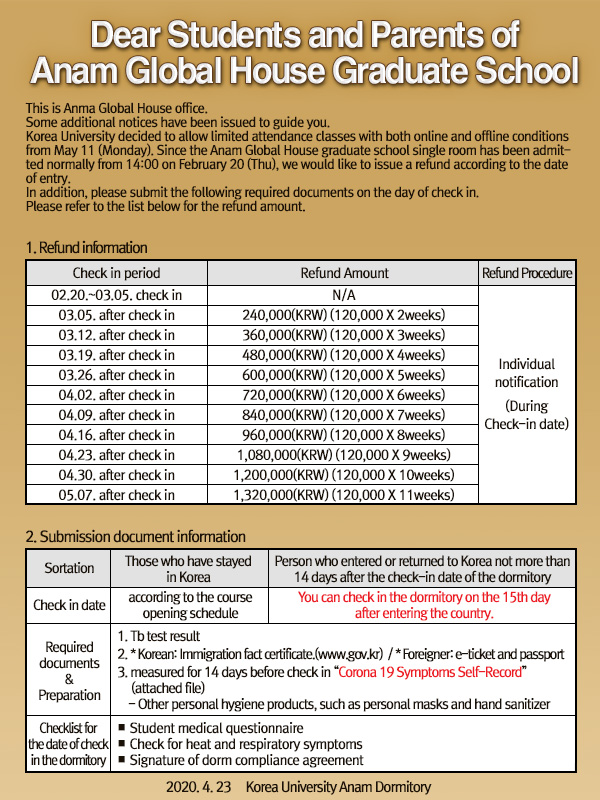 Dear Students and Parents of
Anam Global House Graduate School
This is Anma Global House office.
Some additional notices have been issued to guide you.
Korea University decided to allow limited attendance classes with both online and offline conditions
from May 11 (Monday). Since the Anam Global House graduate school single room has been admit-
ted normally from 14:00 on February 20 (Thu), we would like to issue a refund according to the date
of entry.
In addition, please submit the following required documents on the day of check in.
Please refer to the list below for the refund amount.
1. Refund information
Check in period Refund Amount Refund Procedure
02.20.~03.05. check in N/A
03.05. after check in 240,000(KRW) (120,000 X 2weeks)
03.12. after check in 360,000(KRW) (120,000 X 3weeks)
03.19. after check in 480,000(KRW) (120,000 X 4weeks)
03.26. after check in 600,000(KRW) (120,000 X 5weeks)
04.02. after check in 720,000(KRW) (120,000 X 6weeks)
04.09. after check in 840,000(KRW) (120,000 X 7weeks)
04.16. after check in 960,000(KRW) (120,000 X 8weeks)
04.23. after check in 1,080,000(KRW) (120,000 X 9weeks)
04.30. after check in 1,200,000(KRW) (120,000 X 10weeks)
05.07. after check in 1,320,000(KRW) (120,000 X 11weeks)
Individual
notification
(During
Check-in date)
2. Submission document information
Sortation
Those who have stayed
in Korea
Person who entered or returned to Korea not more than
14 days after the check-in date of the dormitory
Check in date
according to the course
opening schedule
You can check in the dormitory on the 15th day
after entering the country.
Required
documents
&
Preparation
1. Tb test result
2. * Korean: Immigration fact certificate.(www.gov.kr) / * Foreigner: e-ticket and passport
3. measured for 14 days before check in "Corona 19 Symptoms Self-Record"
(attached file)
- Other personal hygiene products, such as personal masks and hand sanitizer
Checklist for
the date of check
in the dormitory
■ Student medical questionnaire
■ Check for heat and respiratory symptoms
■ Signature of dorm compliance agreement
2020. 4. 23 Korea University Anam Dormitory